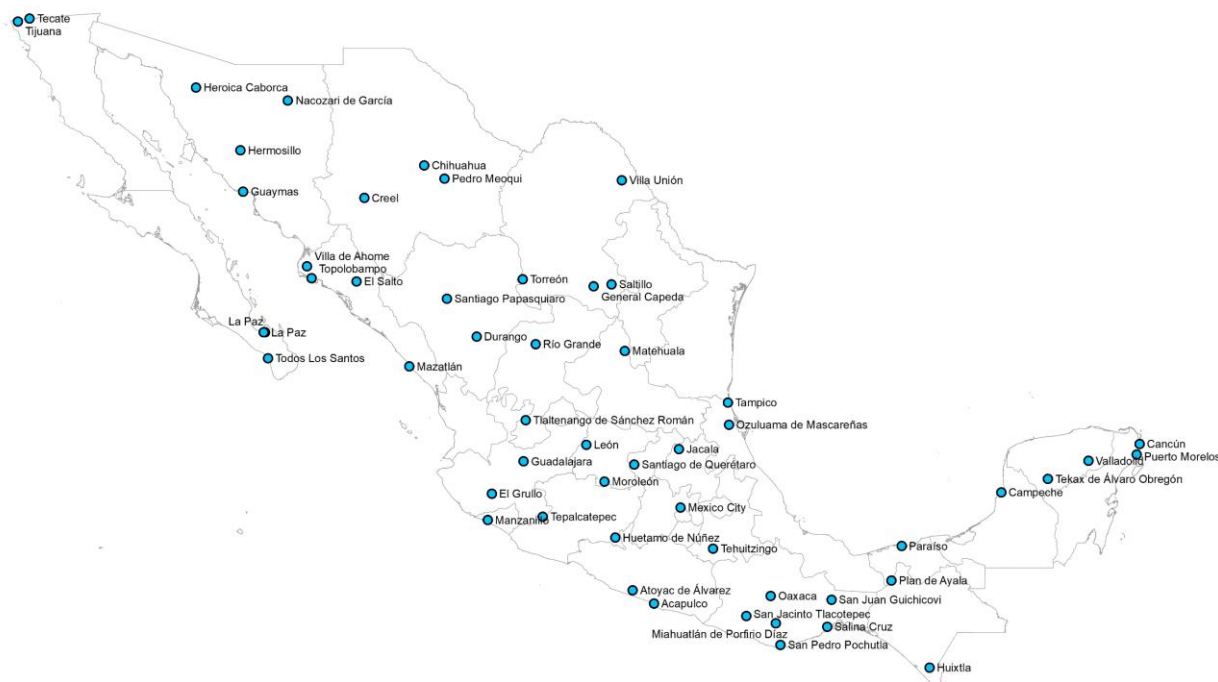 Tecate
Tijuana
Heroica Caborca
Nacozari de García
Hermosillo
Chihuahua
Pedro Meoqui
Villa Unión
Guaymas
Creel
Villa de Ahome
Topolobampo
El Salto
Torreón
Saltillo
General Capeda
Santiago Papasquiaro
La Paz
La Paz
Durango
Río Grande
Matehuala
Todos Los Santos
Mazatlán
Tampico
Tlaltenango de Sánchez Román
Ozuluama de Mascareñas
León
Jacala
Cancún
Puerto Morelos
Guadalajara
Santiago de Querétaro
Valladolid
Moroleón
Tekax de Álvaro Obregón
El Grullo
Campeche
Mexico City
Manzanillo
Tepalcatepec
Huetamo de Núñez
Tehuitzingo
Paraíso
Plan de Ayala
Atoyac de Álvarez
Oaxaca
San Juan Guichicovi
Acapulco
San Jacinto Tlacotepec
Salina Cruz
Miahuatlán de Porfirio Díaz
San Pedro Pochutla
Huixtla